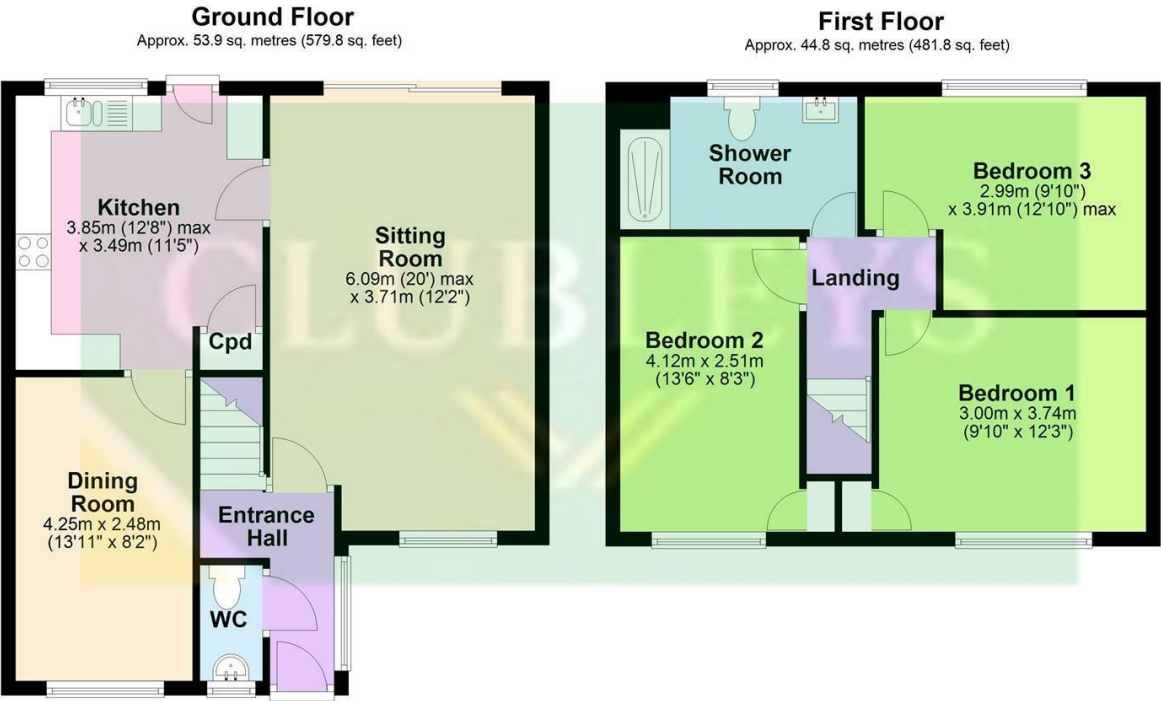 Ground Floor
Approx. 53.9 sq. metres (579.8 sq. feet)
Kitchen
3.85m (12'8") max
x 3.49m (11'5")
Sitting
Room
6.09m (20') max
x 3.71m (12'2")
Cpd
Dining
Room
4.25m x 2.48m
(13'11" x 8'2")
Entrance
Hall
WC
First Floor
Approx. 44.8 sq. metres (481.8 sq. feet)
Shower
Room
Bedroom 3
2.99m (9'10")
x 3.91m (12'10") max
Landing
Bedroom 2
4.12m x 2.51m
(13'6" x 8'3")
Bedroom 1
3.00m x 3.74m
(9'10" x 12'3")
CLUBLEYS